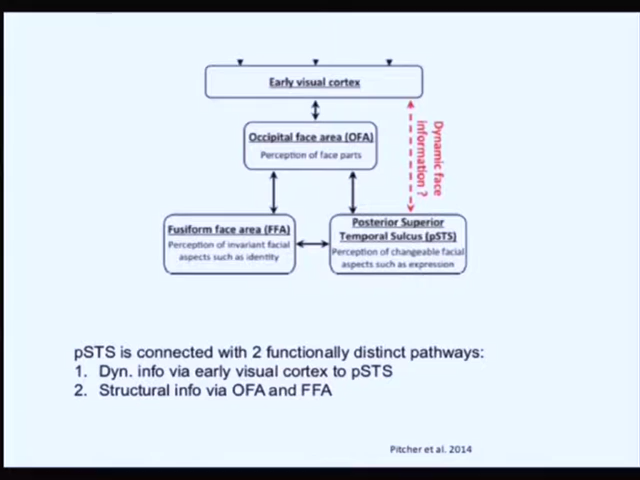 Early visual cortex
Occipital face area (OFA)
Perception of face parts
Dynamic face
information ?
Fusiform face area (FFA)
Perception of invariant facial
aspects such as identity
Posterior Superior
Temporal Sulcus (pSTS)
Perception of changeable facial
aspects such as expression
pSTS is connected with 2 functionally distinct pathways:
1. Dyn. info via early visual cortex to pSTS
2. Structural info via OFA and FFA
Pitcher et al. 2014